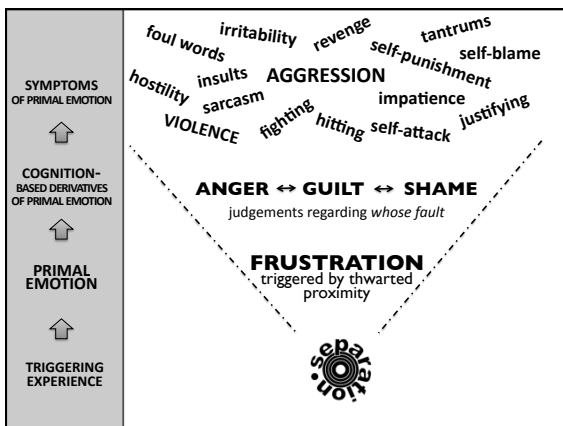 SYMPTOMS
OF PRIMAL EMOTION
COGNITION-
BASED DERIVATIVES
OF PRIMAL EMOTION
PRIMAL
EMOTION
TRIGGERING
EXPERIENCE
foul words
irritability
revenge
tantrums
self-punishment
self-blame
hostility
insults
AGGRESSION
sarcasm
impatience
VIOLENCE
fighting
hitting
self-attack
justifying
ANGER ↔ GUILT ↔ SHAME
judgements regarding whose fault
FRUSTRATION
triggered by thwarted
proximity
separation